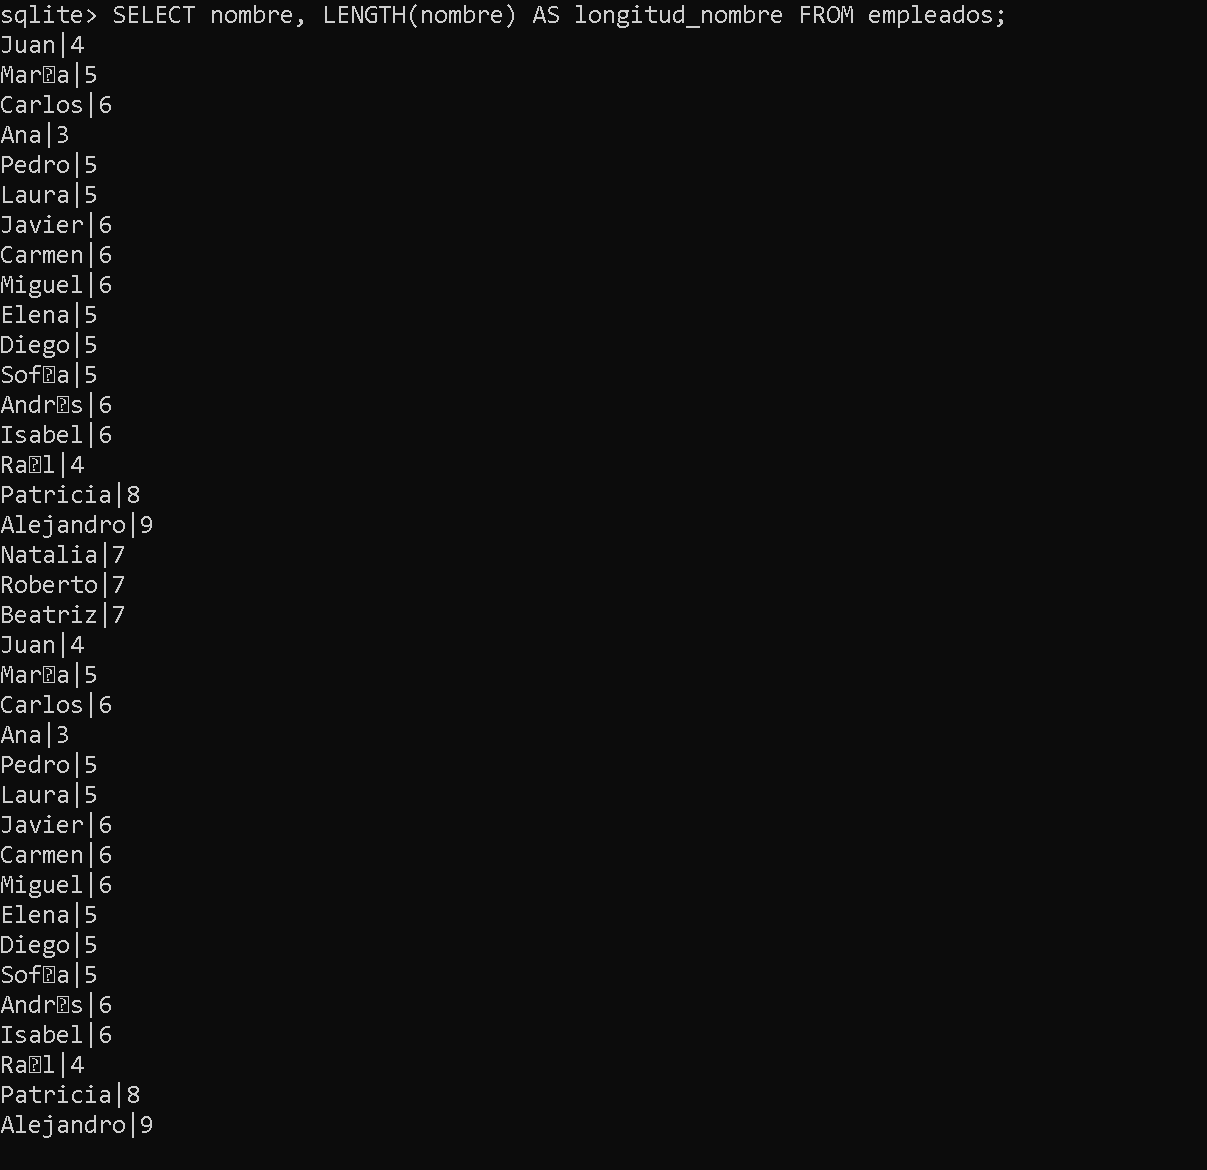 sqlite> SELECT nombre, LENGTH(nombre) AS longitud_nombre FROM empleados;
Juan|4
Mar�a|5
Carlos|6
Ana|3
Pedro|5
Laura|5
Javier|6
Carmen|6
Miguel|6
Elena|5
Diego|5
Sof�a|5
Andr�s|6
Isabel|6
Ra�l|4
Patricia|8
Alejandro|9
Natalia|7
Roberto|7
Beatriz|7
Juan|4
Mar�a|5
Carlos|6
Ana|3
Pedro|5
Laura|5
Javier|6
Carmen|6
Miguel|6
Elena|5
Diego|5
Sof�a|5
Andr�s|6
Isabel|6
Ra�l|4
Patricia|8
Alejandro|9